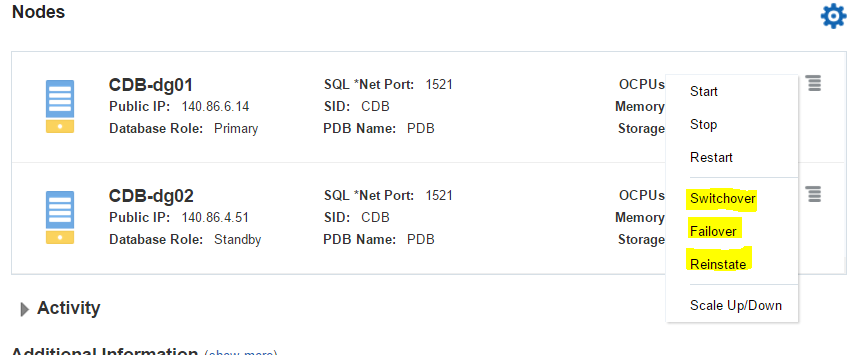 Nodes
CDB-dg01
SQL *Net Port: 1521
OCPUs
Public IP: 140.86.6.14
SID: CDB
Memory
Database Role: Primary
PDB Name: PDB
Storage
CDB-dg02
SQL *Net Port: 1521
OCPUs
Public IP: 140.86.4.51
SID: CDB
Memory
Database Role: Standby
PDB Name: PDB
Storage
Start
Stop
Restart
Switchover
Failover
Reinstate
Scale Up/Down
Activity
Additional Information (show more)